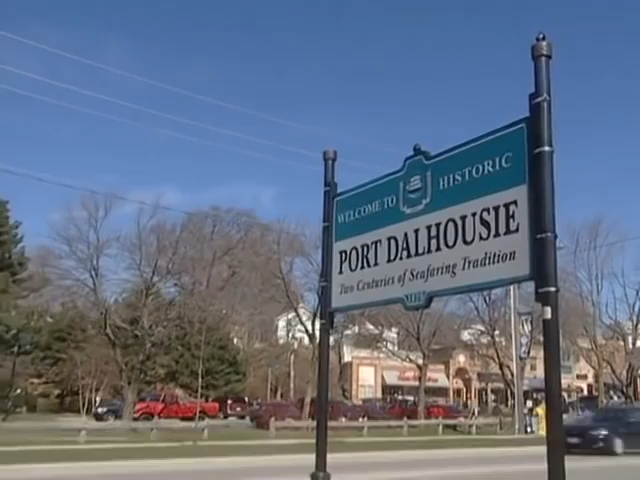 WELCOME TO HISTORIC
PORT DALHOUSIE
Two Centuries of Seafaring Tradition